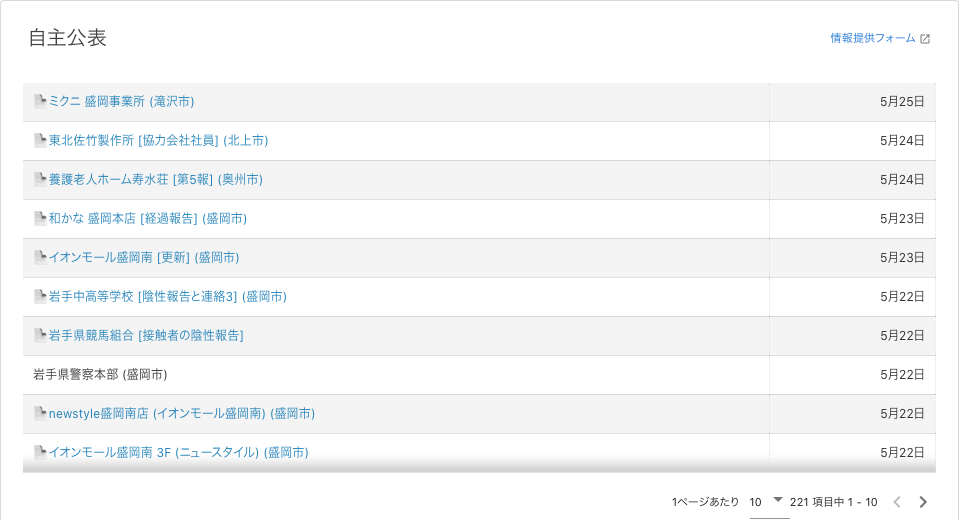 自主公表
情報提供フォーム
ミクニ 盛岡事業所 (滝沢市) 5月25日
東北佐竹製作所 [協力会社社員] (北上市) 5月24日
養護老人ホーム寿水荘 [第5報] (奥州市) 5月24日
和かな 盛岡本店 [経過報告] (盛岡市) 5月23日
イオンモール盛岡南 [更新] (盛岡市) 5月23日
岩手中高等学校 [陰性報告と連絡3] (盛岡市) 5月22日
岩手県競馬組合 [接触者の陰性報告] 5月22日
岩手県警察本部 (盛岡市) 5月22日
newstyle盛岡南店 (イオンモール盛岡南) (盛岡市) 5月22日
イオンモール盛岡南 3F (ニュースタイル) (盛岡市) 5月22日
1ページあたり 10 221 項目中 1 - 10